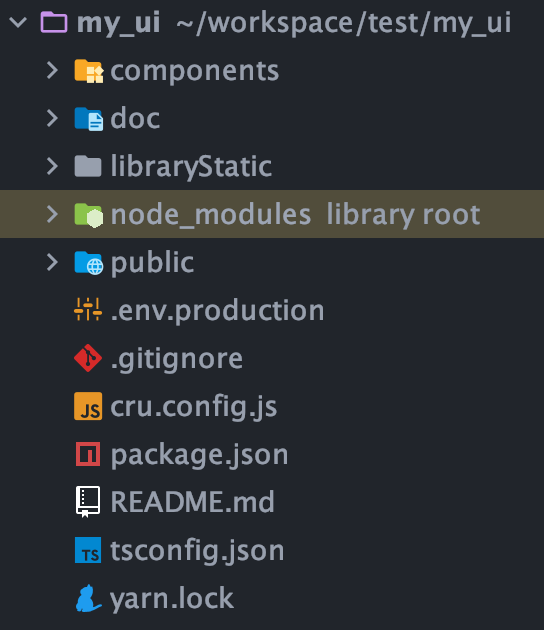 my_ui ~/workspace/test/my_ui
components
doc
libraryStatic
node_modules library root
public
.env.production
.gitignore
JS cru.config.js
package.json
README.md
TS tsconfig.json
yarn.lock